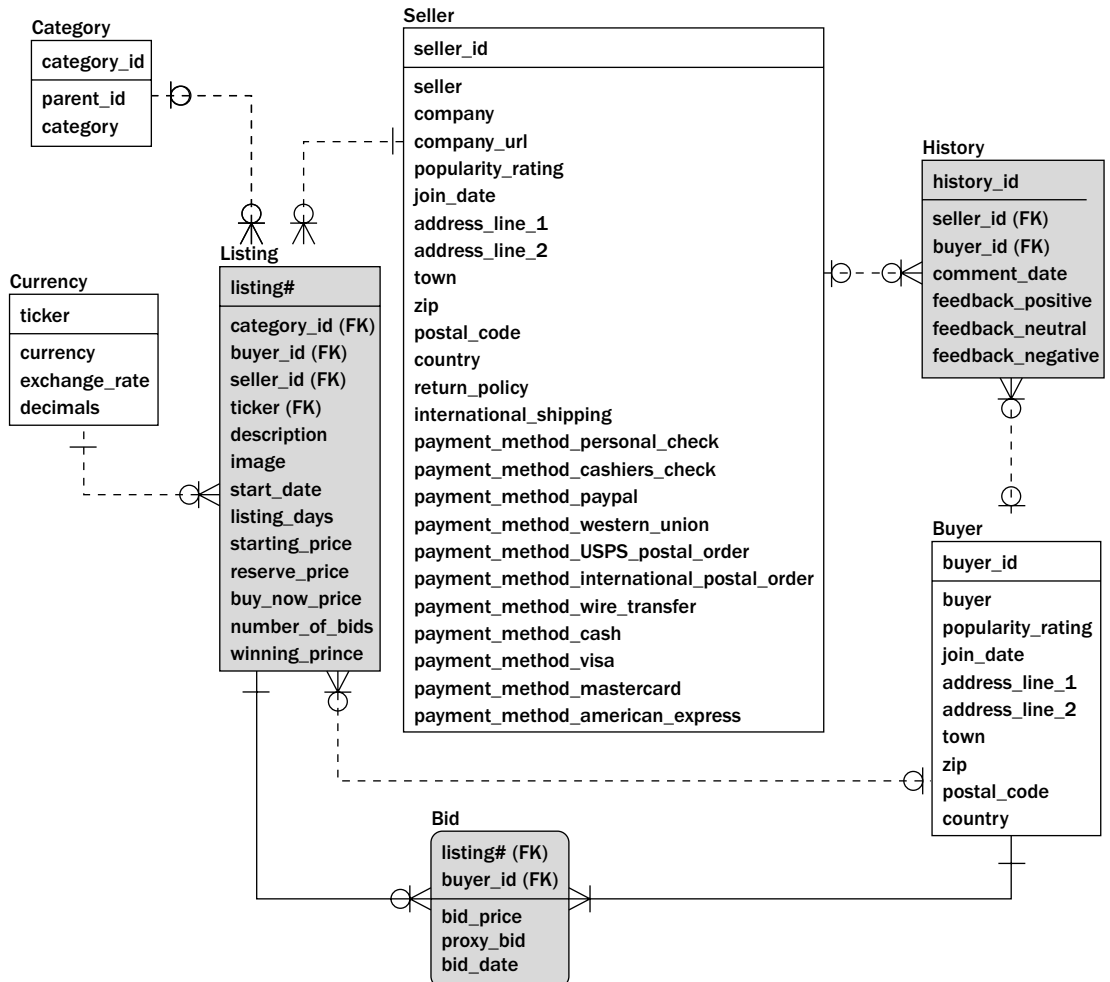 Category
category_id
parent_id
category
Seller
seller_id
seller
company
company_url
popularity_rating
join_date
address_line_1
address_line_2
town
zip
postal_code
country
return_policy
international_shipping
payment_method_personal_check
payment_method_cashiers_check
payment_method_paypal
payment_method_western_union
payment_method_USPS_postal_order
payment_method_international_postal_order
payment_method_wire_transfer
payment_method_cash
payment_method_visa
payment_method_mastercard
payment_method_american_express
History
history_id
seller_id (FK)
buyer_id (FK)
comment_date
feedback_positive
feedback_neutral
feedback_negative
Listing
listing#
category_id (FK)
buyer_id (FK)
seller_id (FK)
ticker (FK)
description
image
start_date
listing_days
starting_price
reserve_price
buy_now_price
number_of_bids
winning_prince
Currency
ticker
currency
exchange_rate
decimals
Buyer
buyer_id
buyer
popularity_rating
join_date
address_line_1
address_line_2
town
zip
postal_code
country
Bid
listing# (FK)
buyer_id (FK)
bid_price
proxy_bid
bid_date